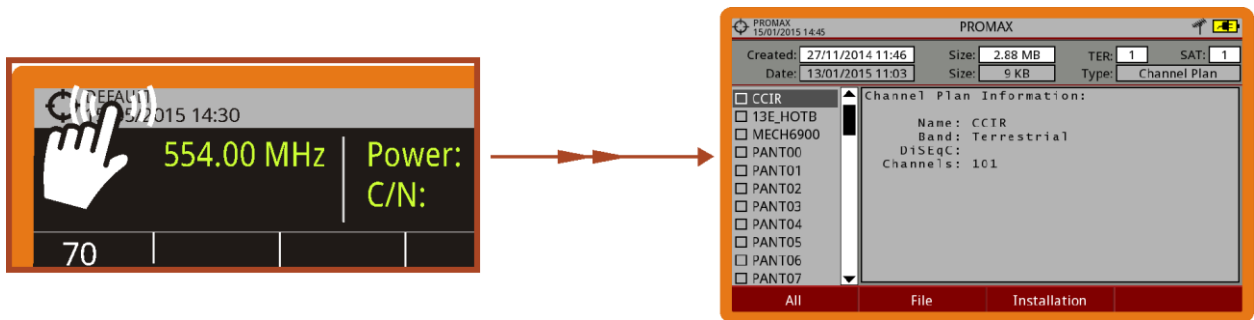 DEFAULT
15/05/2015 14:30
554.00 MHz
Power:
C/N:
70
PROMAX
15/01/2015 14:45
PROMAX
Created: 27/11/2014 11:46 Size: 2.88 MB TER: 1 SAT: 1
Date: 13/01/2015 11:03 Size: 9 KB Type: Channel Plan
CCIR
13E_HOTB
MECH6900
PANT00
PANT01
PANT02
PANT03
PANT04
PANT05
PANT06
PANT07
Channel Plan Information:
Name: CCIR
Band: Terrestrial
DiSEqC:
Channels: 101
All File Installation